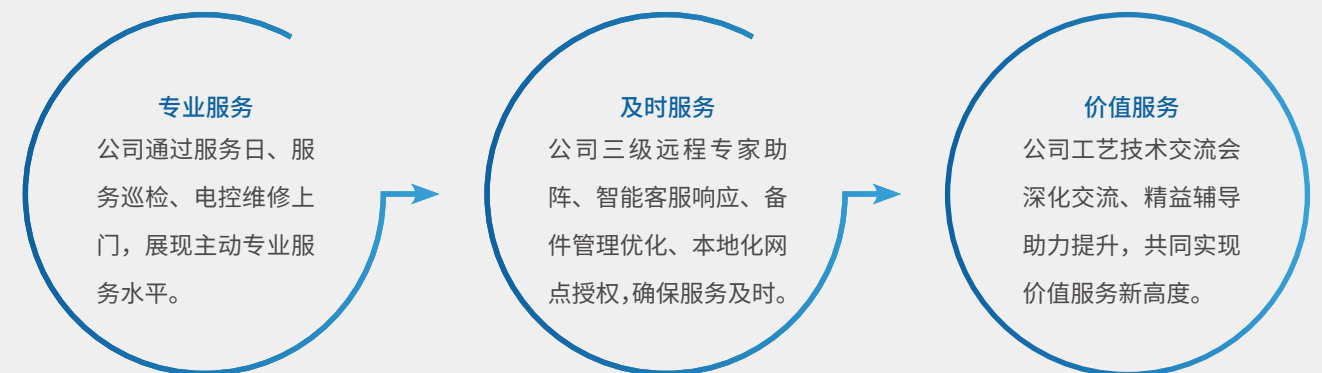 专业服务
公司通过服务日、服
务巡检、电控维修上
门，展现主动专业服
务水平。
及时服务
公司三级远程专家助
阵、智能客服响应、备
件管理优化、本地化网
点授权，确保服务及时。
价值服务
公司工艺技术交流会
深化交流、精益辅导
助力提升，共同实现
价值服务新高度。